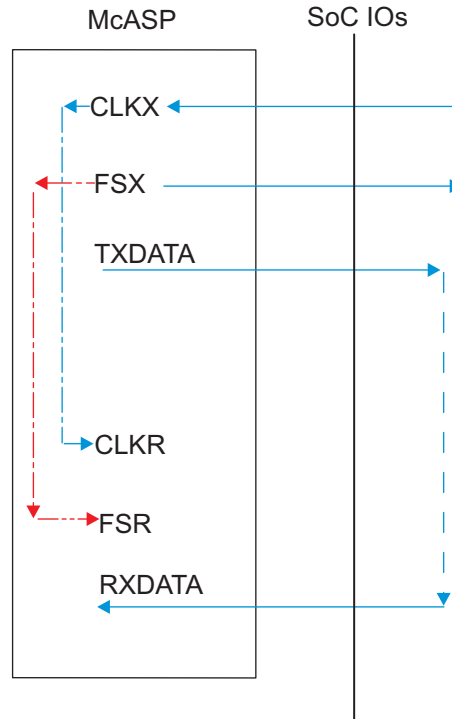 McASP
SoC IOs
CLKX
FSX
TXDATA
CLKR
FSR
RXDATA